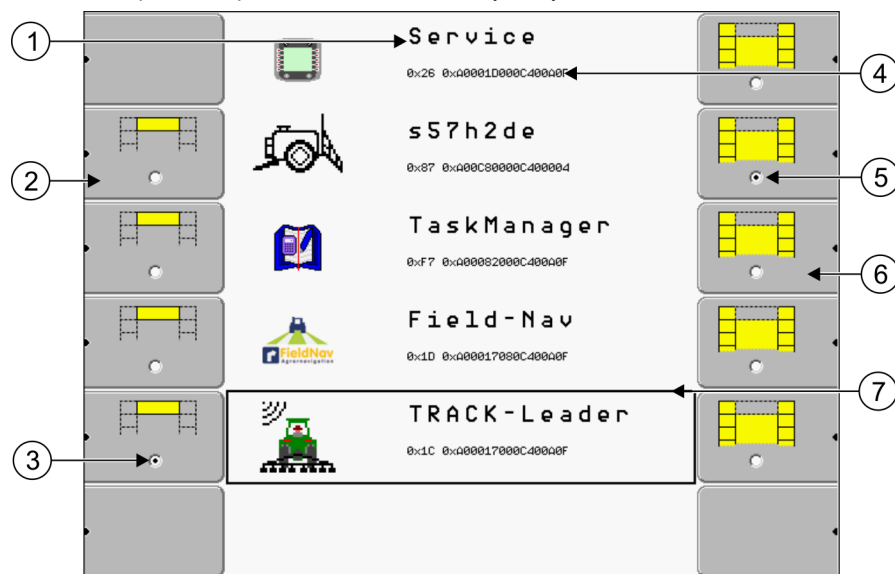 1
Service
0x26 0xA0001D000C400A0F
4
s57h2de
0x87 0xA00C80000C400004
2
5
TaskManager
0xF7 0xA00082000C400A0F
6
Field-Nav
FieldNav
Agrarnavigation
0x1D 0xA00017080C400A0F
7
TRACK-Leader
0x1C 0xA00017000C400A0F
3